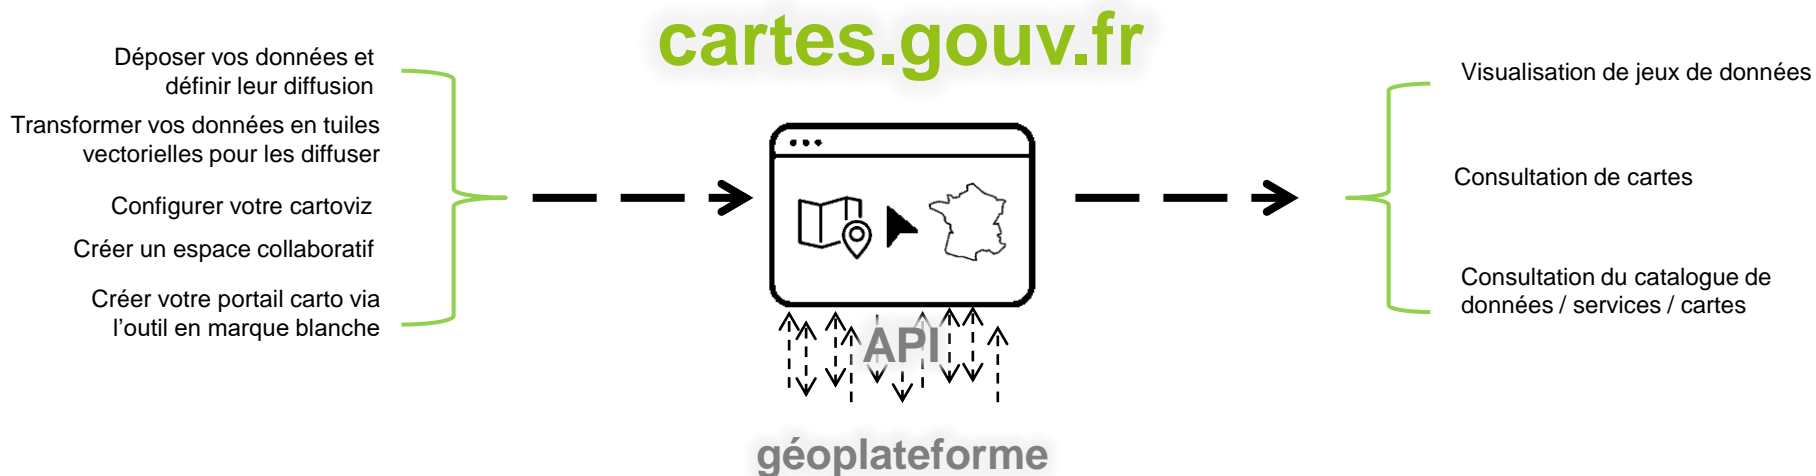 cartes.gouv.fr
Déposer vos données et
définir leur diffusion
Transformer vos données en tuiles
vectorielles pour les diffuser
Configurer votre cartoviz
Créer un espace collaboratif
Créer votre portail carto via
l’outil en marque blanche
Visualisation de jeux de données
Consultation de cartes
Consultation du catalogue de
données / services / cartes
API
géoplateforme